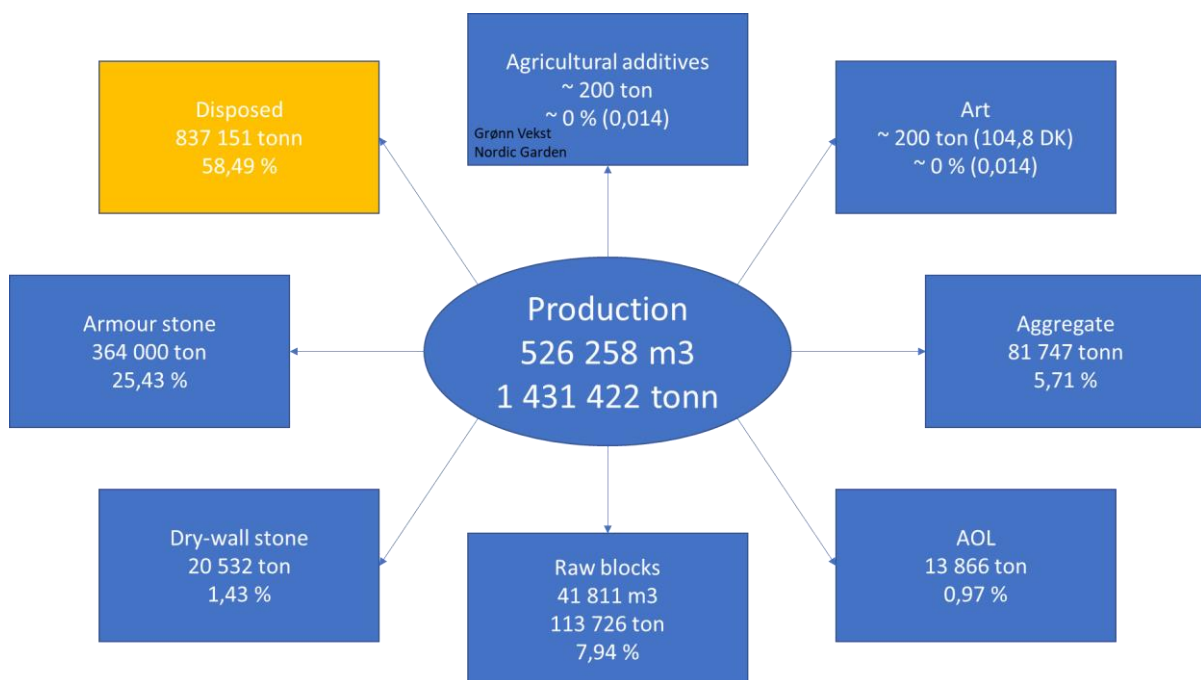 Agricultural additives
~ 200 ton
~ 0 % (0,014)
Grønn Vekst
Nordic Garden
Disposed
837 151 tonn
58,49 %
Art
~ 200 ton (104,8 DK)
~ 0 % (0,014)
Armour stone
364 000 ton
25,43 %
Production
526 258 m3
1 431 422 tonn
Aggregate
81 747 tonn
5,71 %
Dry-wall stone
20 532 ton
1,43 %
Raw blocks
41 811 m3
113 726 ton
7,94 %
AOL
13 866 ton
0,97 %